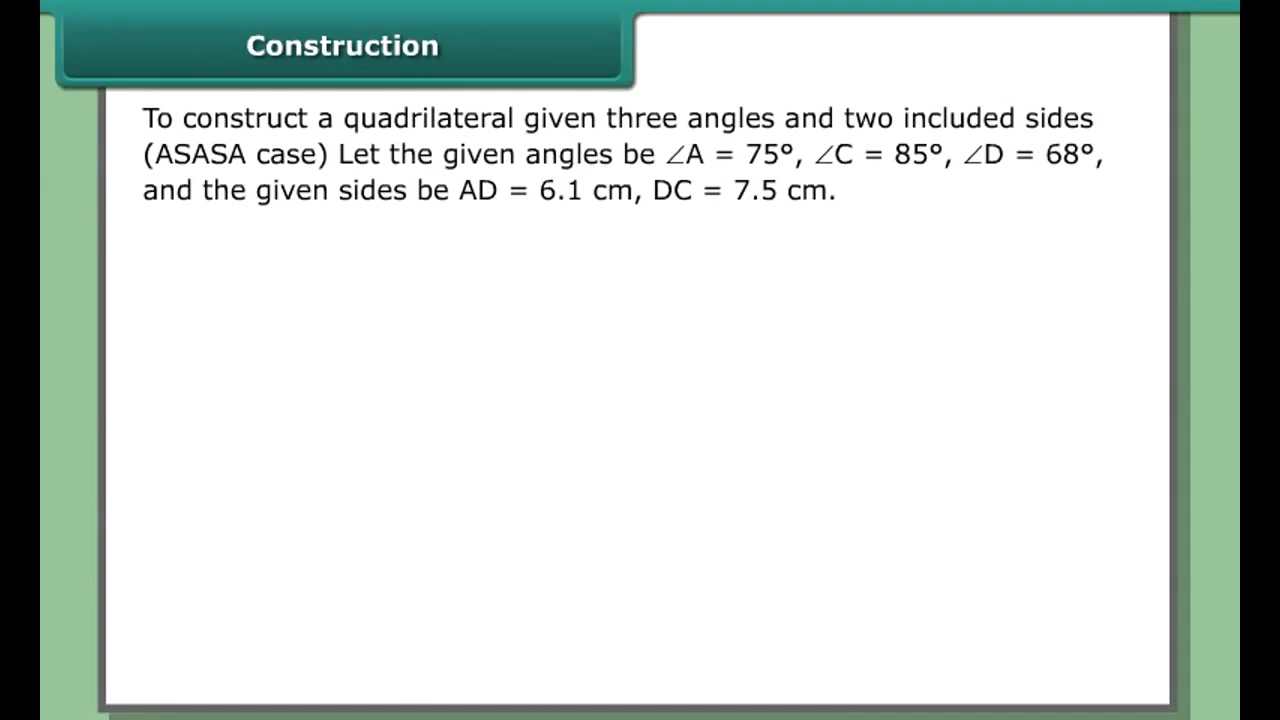 Construction
To construct a quadrilateral given three angles and two included sides
(ASASA case) Let the given angles be ∠A = 75°, ∠C = 85°, ∠D = 68°,
and the given sides be AD = 6.1 cm, DC = 7.5 cm.